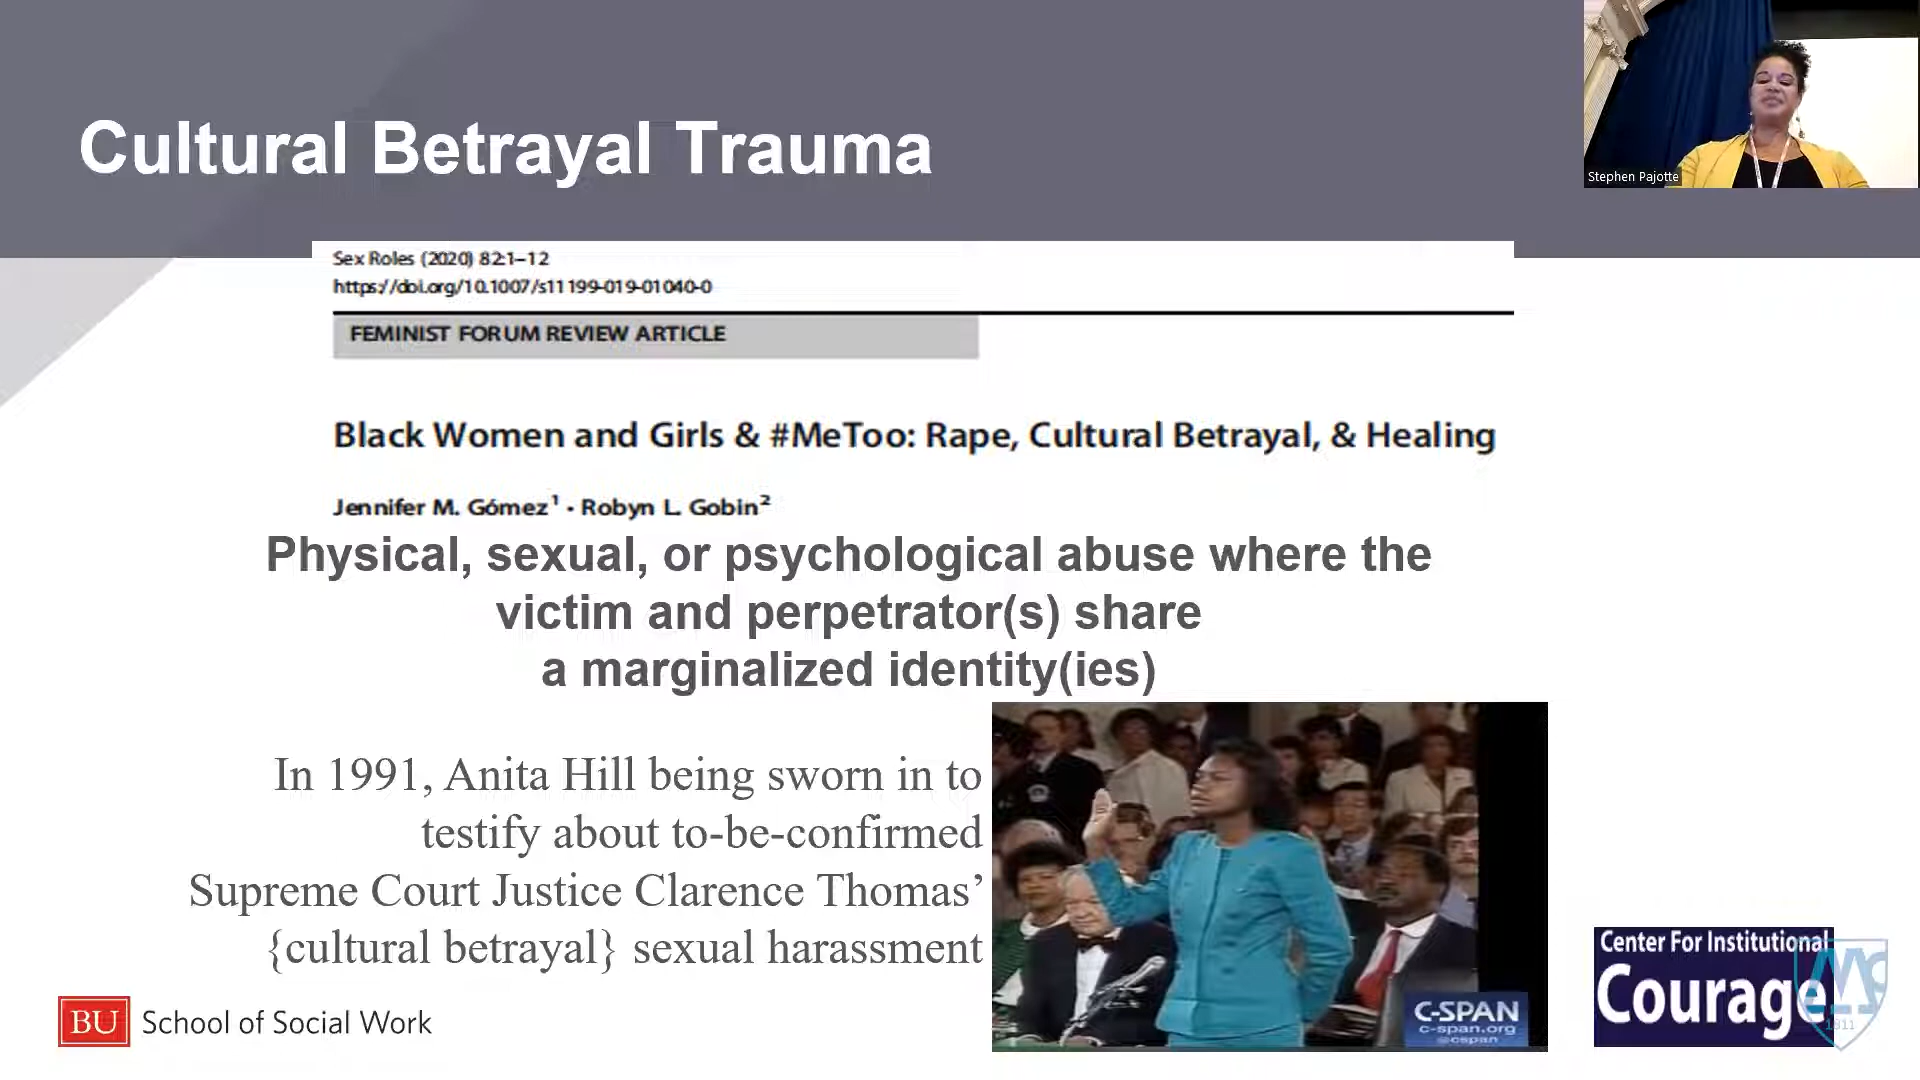 Cultural Betrayal Trauma
Stephen Pajotte
Sex Roles (2020) 82:1–12
https://doi.org/10.1007/s11199-019-01040-0
FEMINIST FORUM REVIEW ARTICLE
Black Women and Girls & #MeToo: Rape, Cultural Betrayal, & Healing
Jennifer M. Gómez¹ · Robyn L. Gobin²
Physical, sexual, or psychological abuse where the
victim and perpetrator(s) share
a marginalized identity(ies)
In 1991, Anita Hill being sworn in to
testify about to-be-confirmed
Supreme Court Justice Clarence Thomas’
{cultural betrayal} sexual harassment
C-SPAN
c-span.org
@cspan
BU School of Social Work
Center For Institutional
Courage
1811